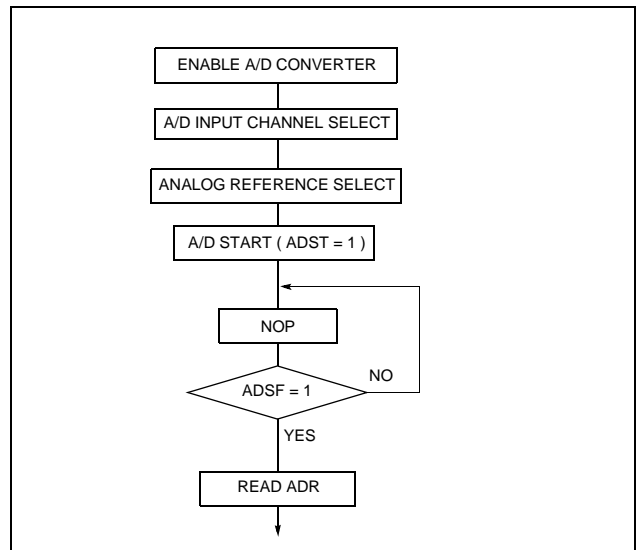 ENABLE A/D CONVERTER
A/D INPUT CHANNEL SELECT
ANALOG REFERENCE SELECT
A/D START ( ADST = 1 )
NOP
ADSF = 1
NO
YES
READ ADR